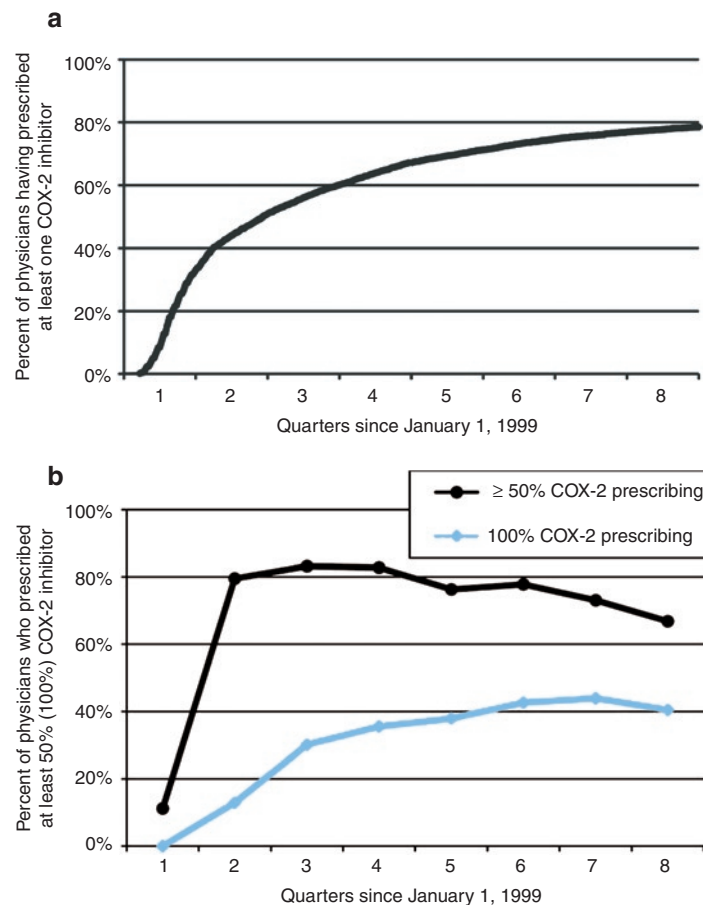 a
Percent of physicians having prescribed
at least one COX-2 inhibitor
100%
80%
60%
40%
20%
0%
1 2 3 4 5 6 7 8
Quarters since January 1, 1999
b
≥ 50% COX-2 prescribing
100% COX-2 prescribing
Percent of physicians who prescribed
at least 50% (100%) COX-2 inhibitor
100%
80%
60%
40%
20%
0%
1 2 3 4 5 6 7 8
Quarters since January 1, 1999